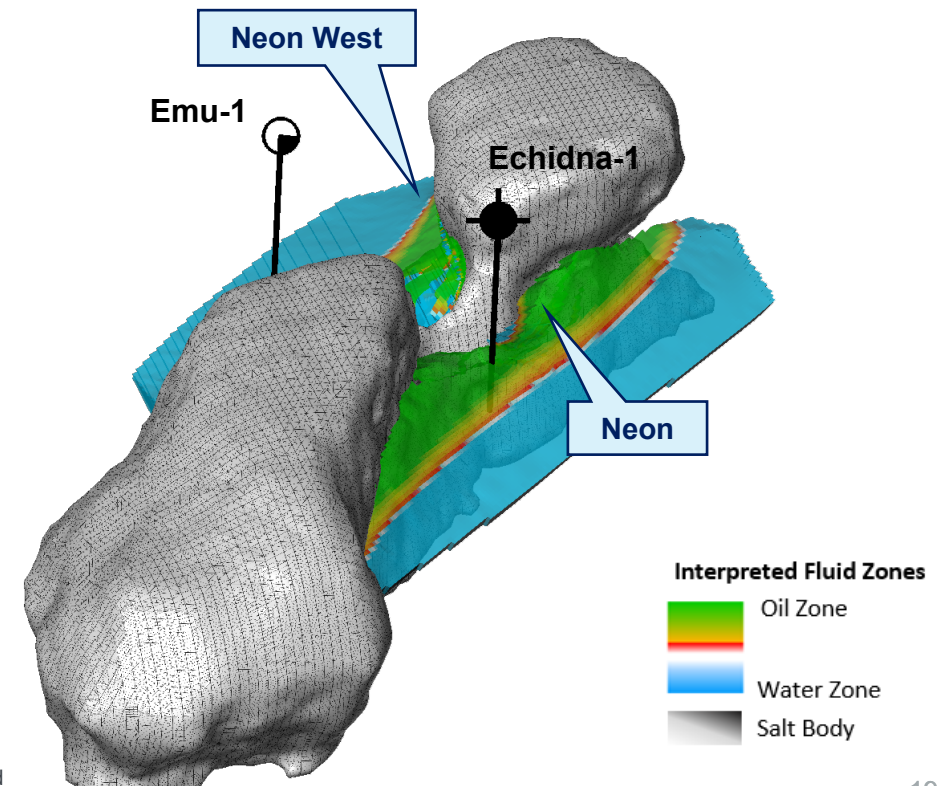 Neon West
Emu-1
Echidna-1
Neon
Interpreted Fluid Zones
Oil Zone
Water Zone
Salt Body